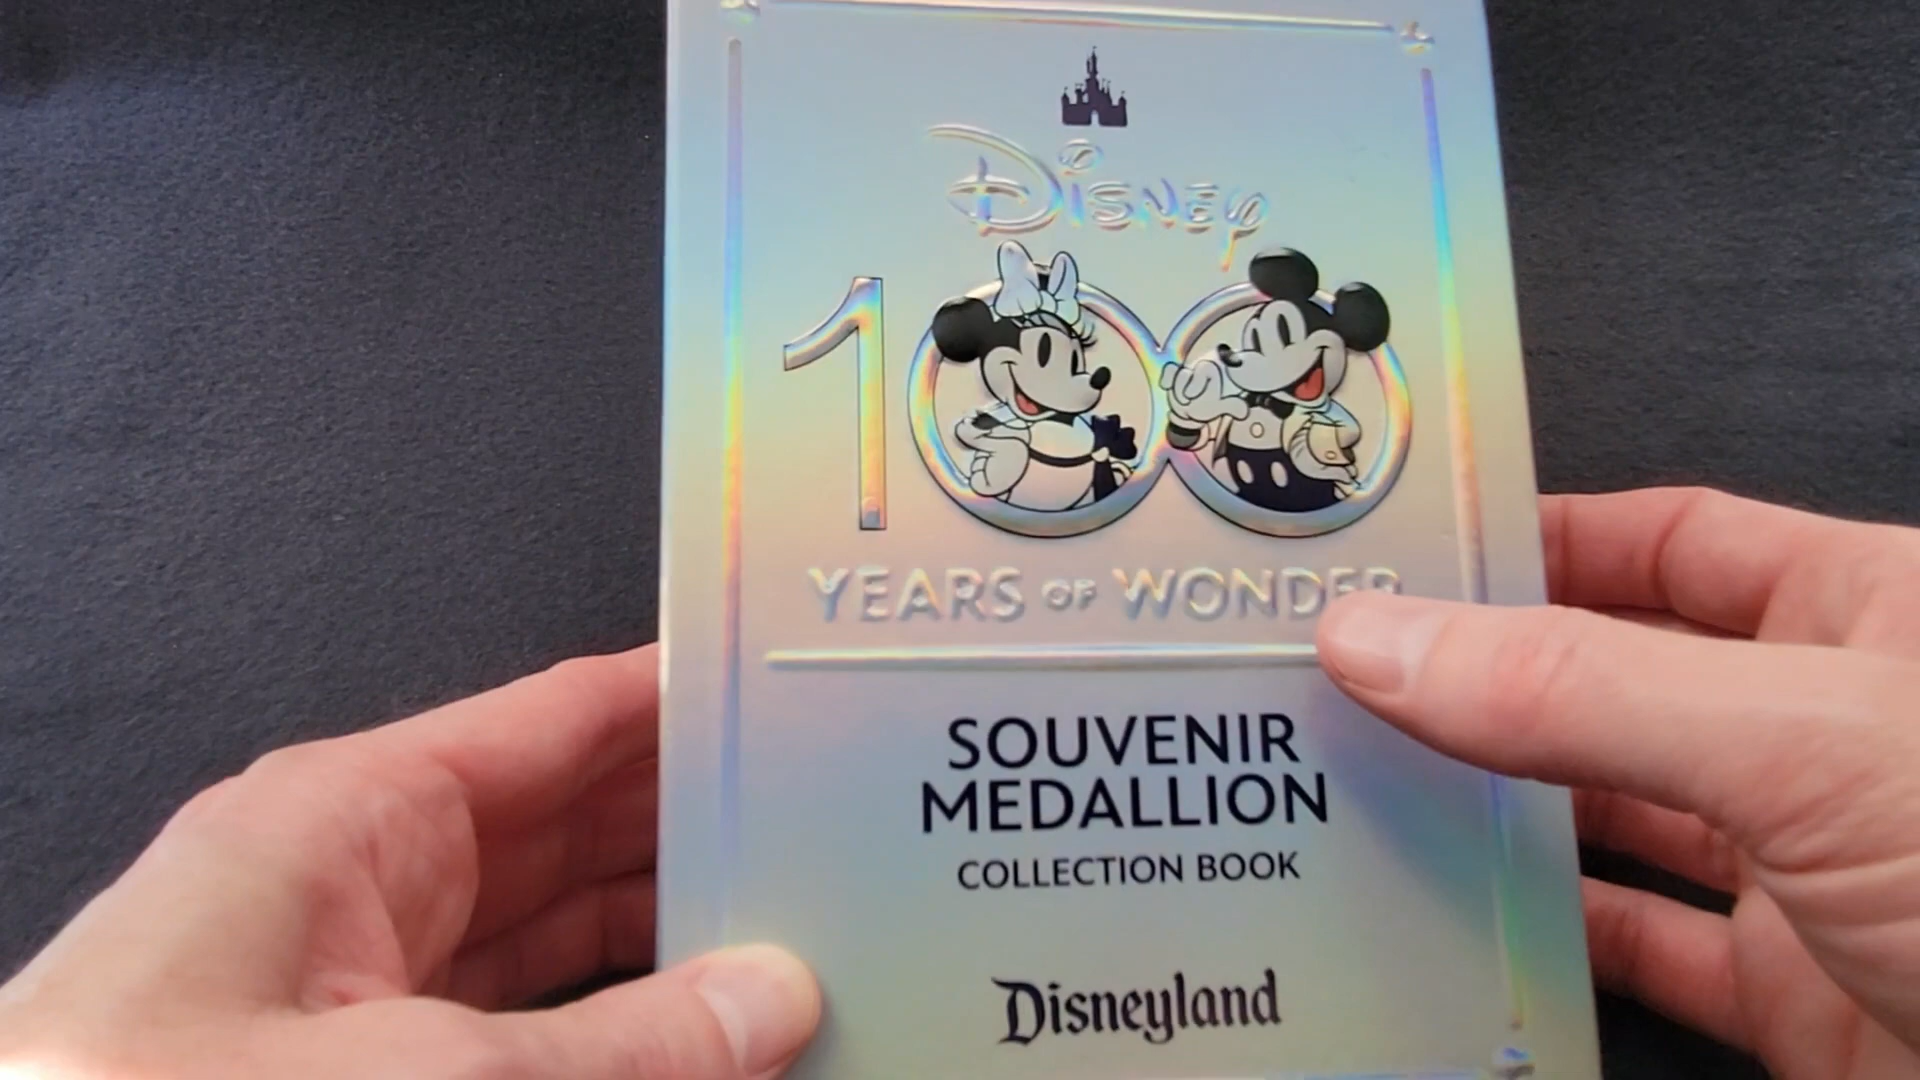 Disney
100
YEARS OF WONDER
SOUVENIR
MEDALLION
COLLECTION BOOK
Disneyland